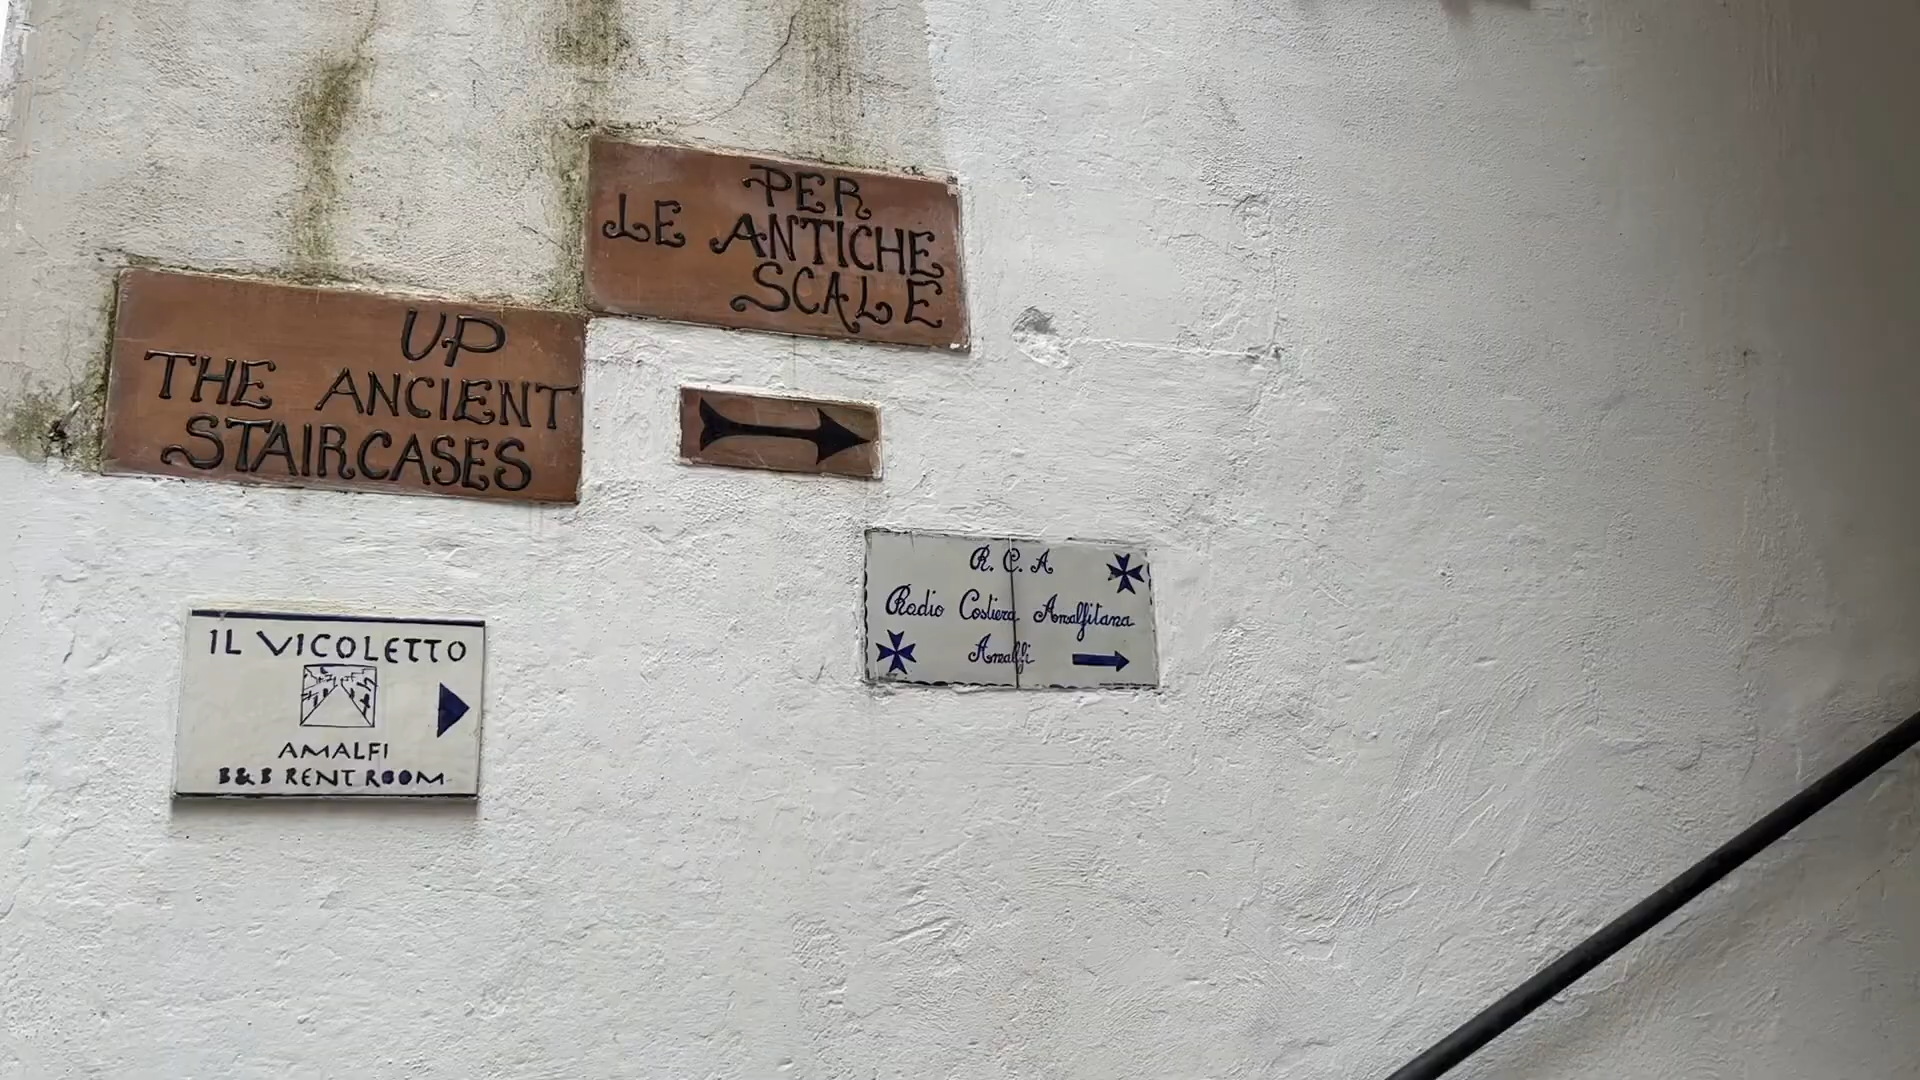 PER
LE ANTICHE
SCALE
UP
THE ANCIENT
STAIRCASES
R. C. A
Radio Costiera Amalfitana
Amalfi
IL VICOLETTO
AMALFI
B&B RENT ROOM